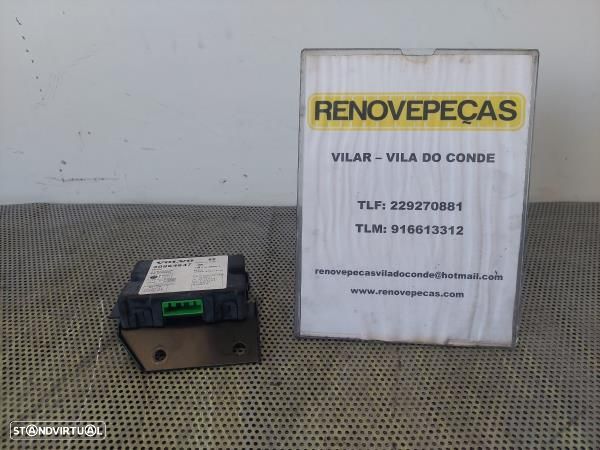 RENOVEPEÇAS
VILAR – VILA DO CONDE
TLF: 229270881
TLM: 916613312
renovepecasviladoconde@hotmail.com
www.renovepecas.com
VOLVO
STANDVIRTUAL